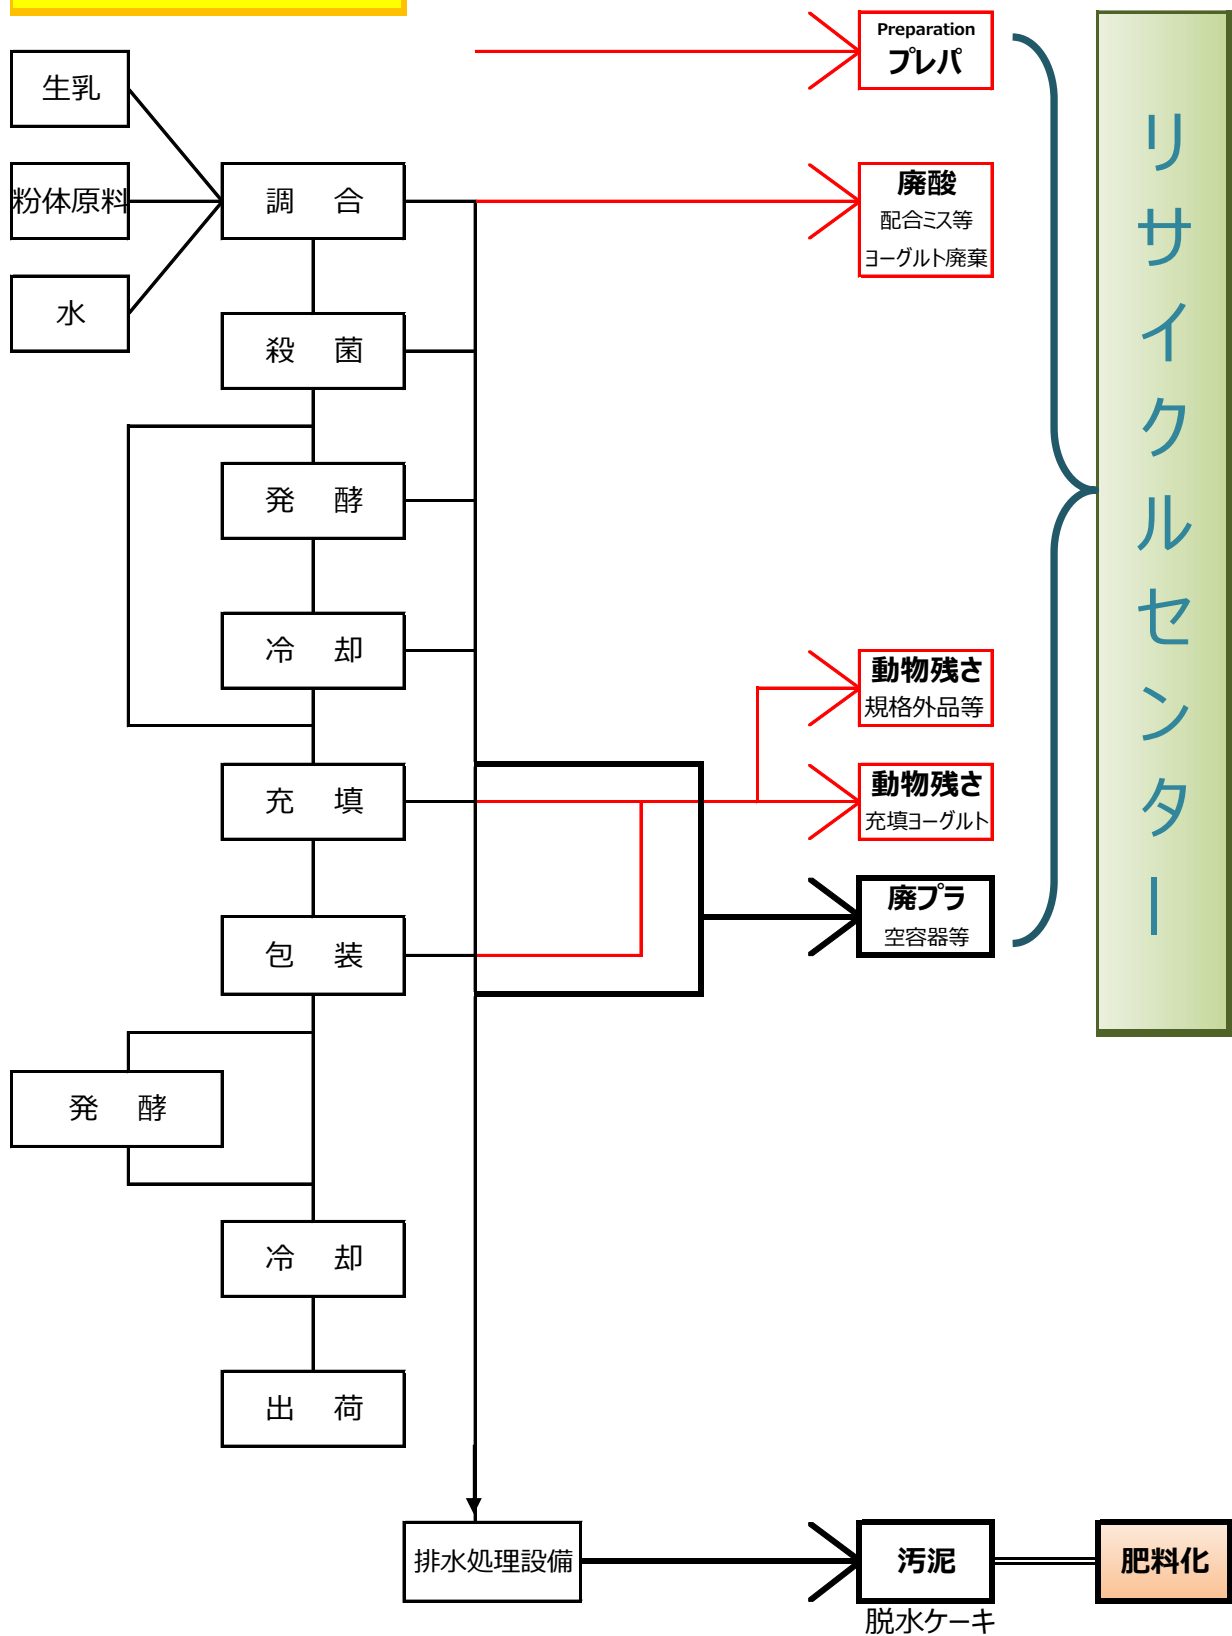 Preparation
プレパ
生乳
粉体原料
水
調　合
廃酸
配合ミス等
ヨーグルト廃棄
殺　菌
発　酵
冷　却
動物残さ
規格外品等
充　填
動物残さ
充填ヨーグルト
包　装
廃プラ
空容器等
リサイクルセンター
発　酵
冷　却
出　荷
排水処理設備
汚泥
脱水ケーキ
肥料化